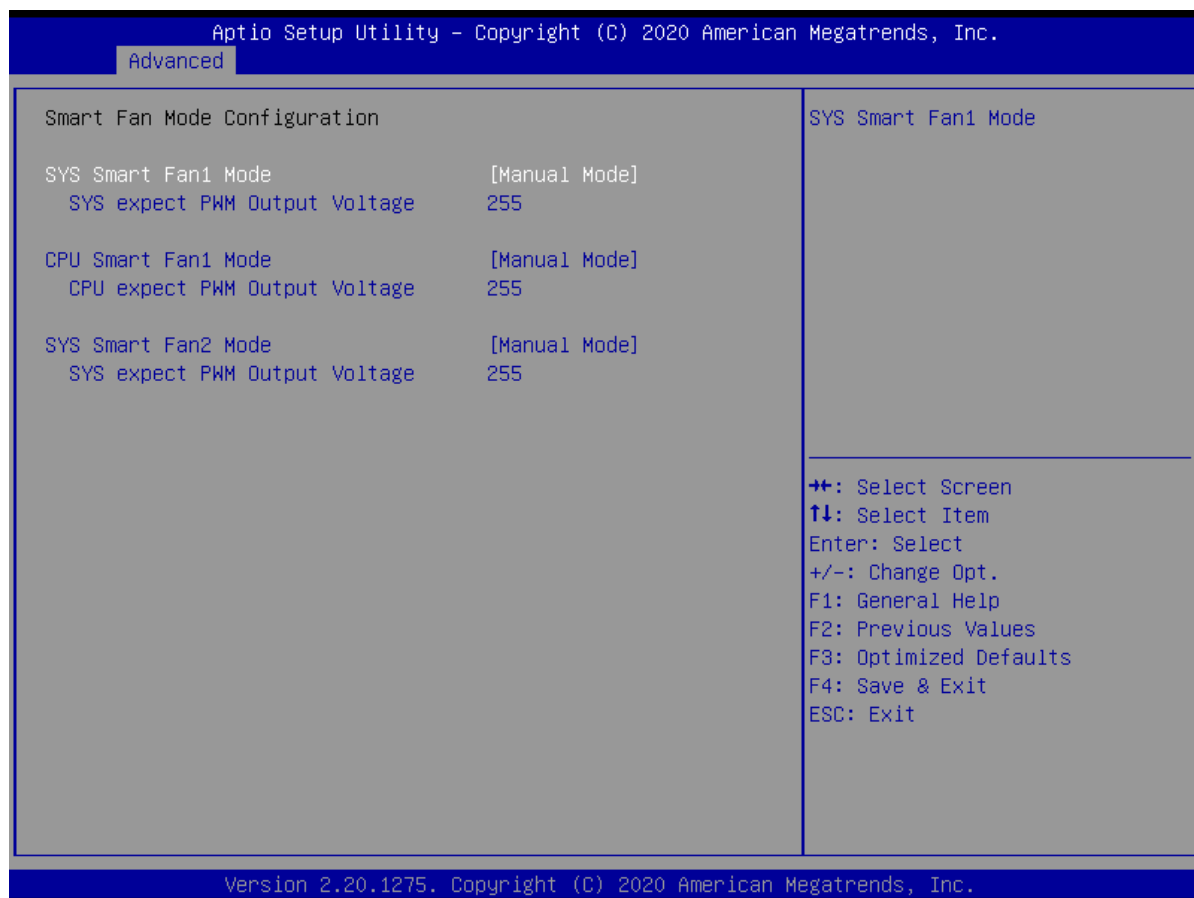 Aptio Setup Utility – Copyright (C) 2020 American Megatrends, Inc.
Advanced
Smart Fan Mode Configuration
SYS Smart Fan1 Mode [Manual Mode]
SYS expect PWM Output Voltage 255
CPU Smart Fan1 Mode [Manual Mode]
CPU expect PWM Output Voltage 255
SYS Smart Fan2 Mode [Manual Mode]
SYS expect PWM Output Voltage 255
SYS Smart Fan1 Mode
→←: Select Screen
↑↓: Select Item
Enter: Select
+/-: Change Opt.
F1: General Help
F2: Previous Values
F3: Optimized Defaults
F4: Save & Exit
ESC: Exit
Version 2.20.1275. Copyright (C) 2020 American Megatrends, Inc.